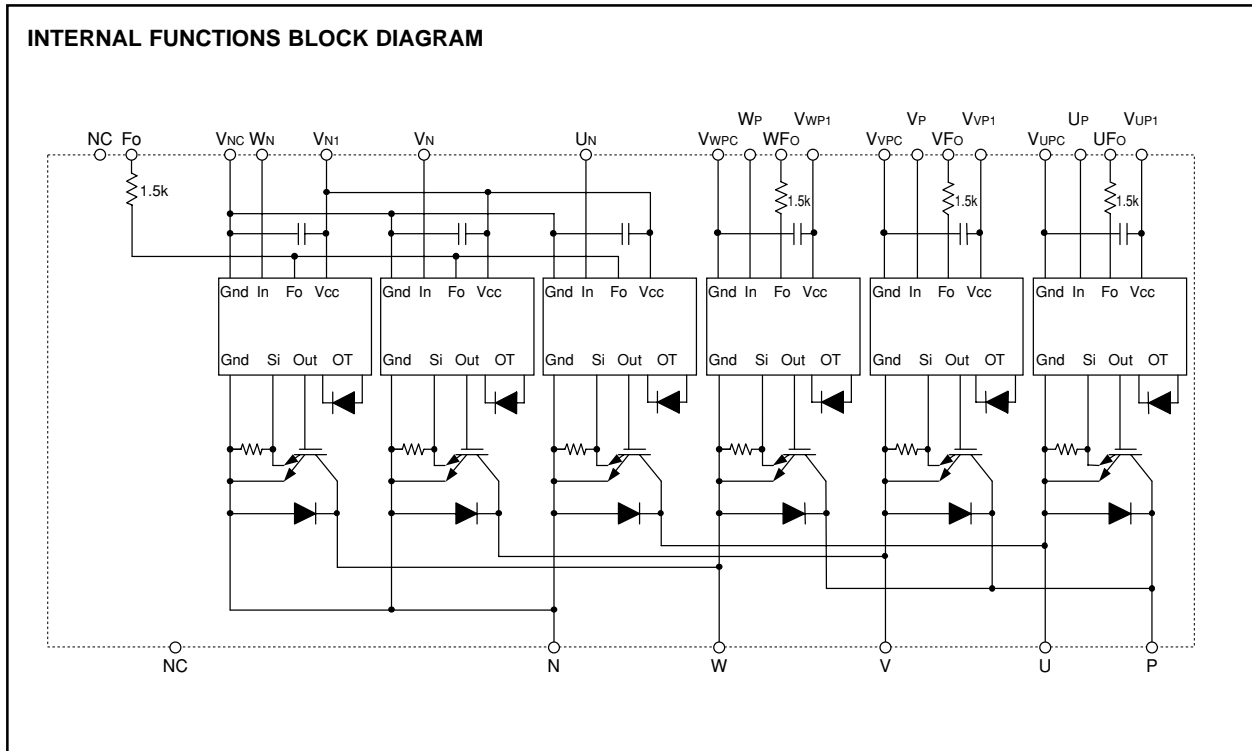 INTERNAL FUNCTIONS BLOCK DIAGRAM
WP VWP1 VP VVP1 UP VUP1
NC Fo VNC WN VN1 VN UN VWPC WFO VVPC VFO VUPC UFO
1.5k 1.5k 1.5k 1.5k
Gnd In Fo Vcc Gnd In Fo Vcc Gnd In Fo Vcc Gnd In Fo Vcc Gnd In Fo Vcc Gnd In Fo Vcc
Gnd Si Out OT Gnd Si Out OT Gnd Si Out OT Gnd Si Out OT Gnd Si Out OT Gnd Si Out OT
NC N W V U P